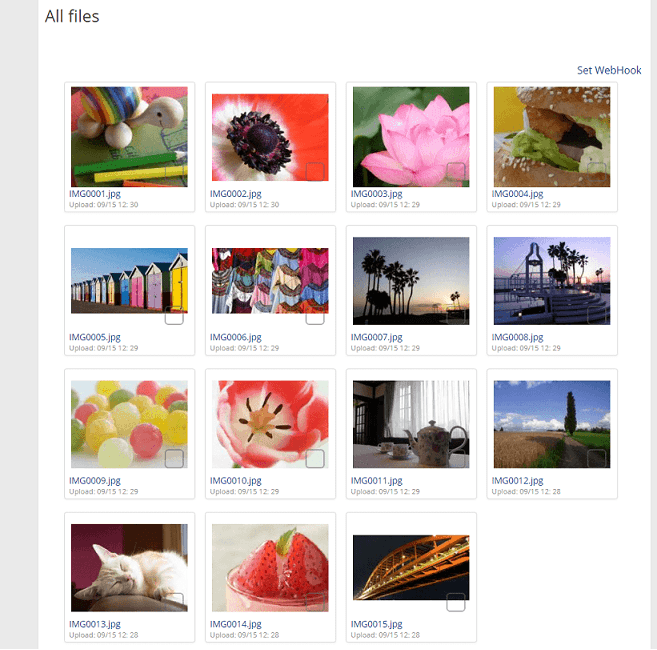 All files
Set WebHook
IMG0001.jpg
Upload: 09/15 12: 30
IMG0002.jpg
Upload: 09/15 12: 30
IMG0003.jpg
Upload: 09/15 12: 29
IMG0004.jpg
Upload: 09/15 12: 29
IMG0005.jpg
Upload: 09/15 12: 29
IMG0006.jpg
Upload: 09/15 12: 29
IMG0007.jpg
Upload: 09/15 12: 29
IMG0008.jpg
Upload: 09/15 12: 29
IMG0009.jpg
Upload: 09/15 12: 29
IMG0010.jpg
Upload: 09/15 12: 29
IMG0011.jpg
Upload: 09/15 12: 29
IMG0012.jpg
Upload: 09/15 12: 28
IMG0013.jpg
Upload: 09/15 12: 28
IMG0014.jpg
Upload: 09/15 12: 28
IMG0015.jpg
Upload: 09/15 12: 28